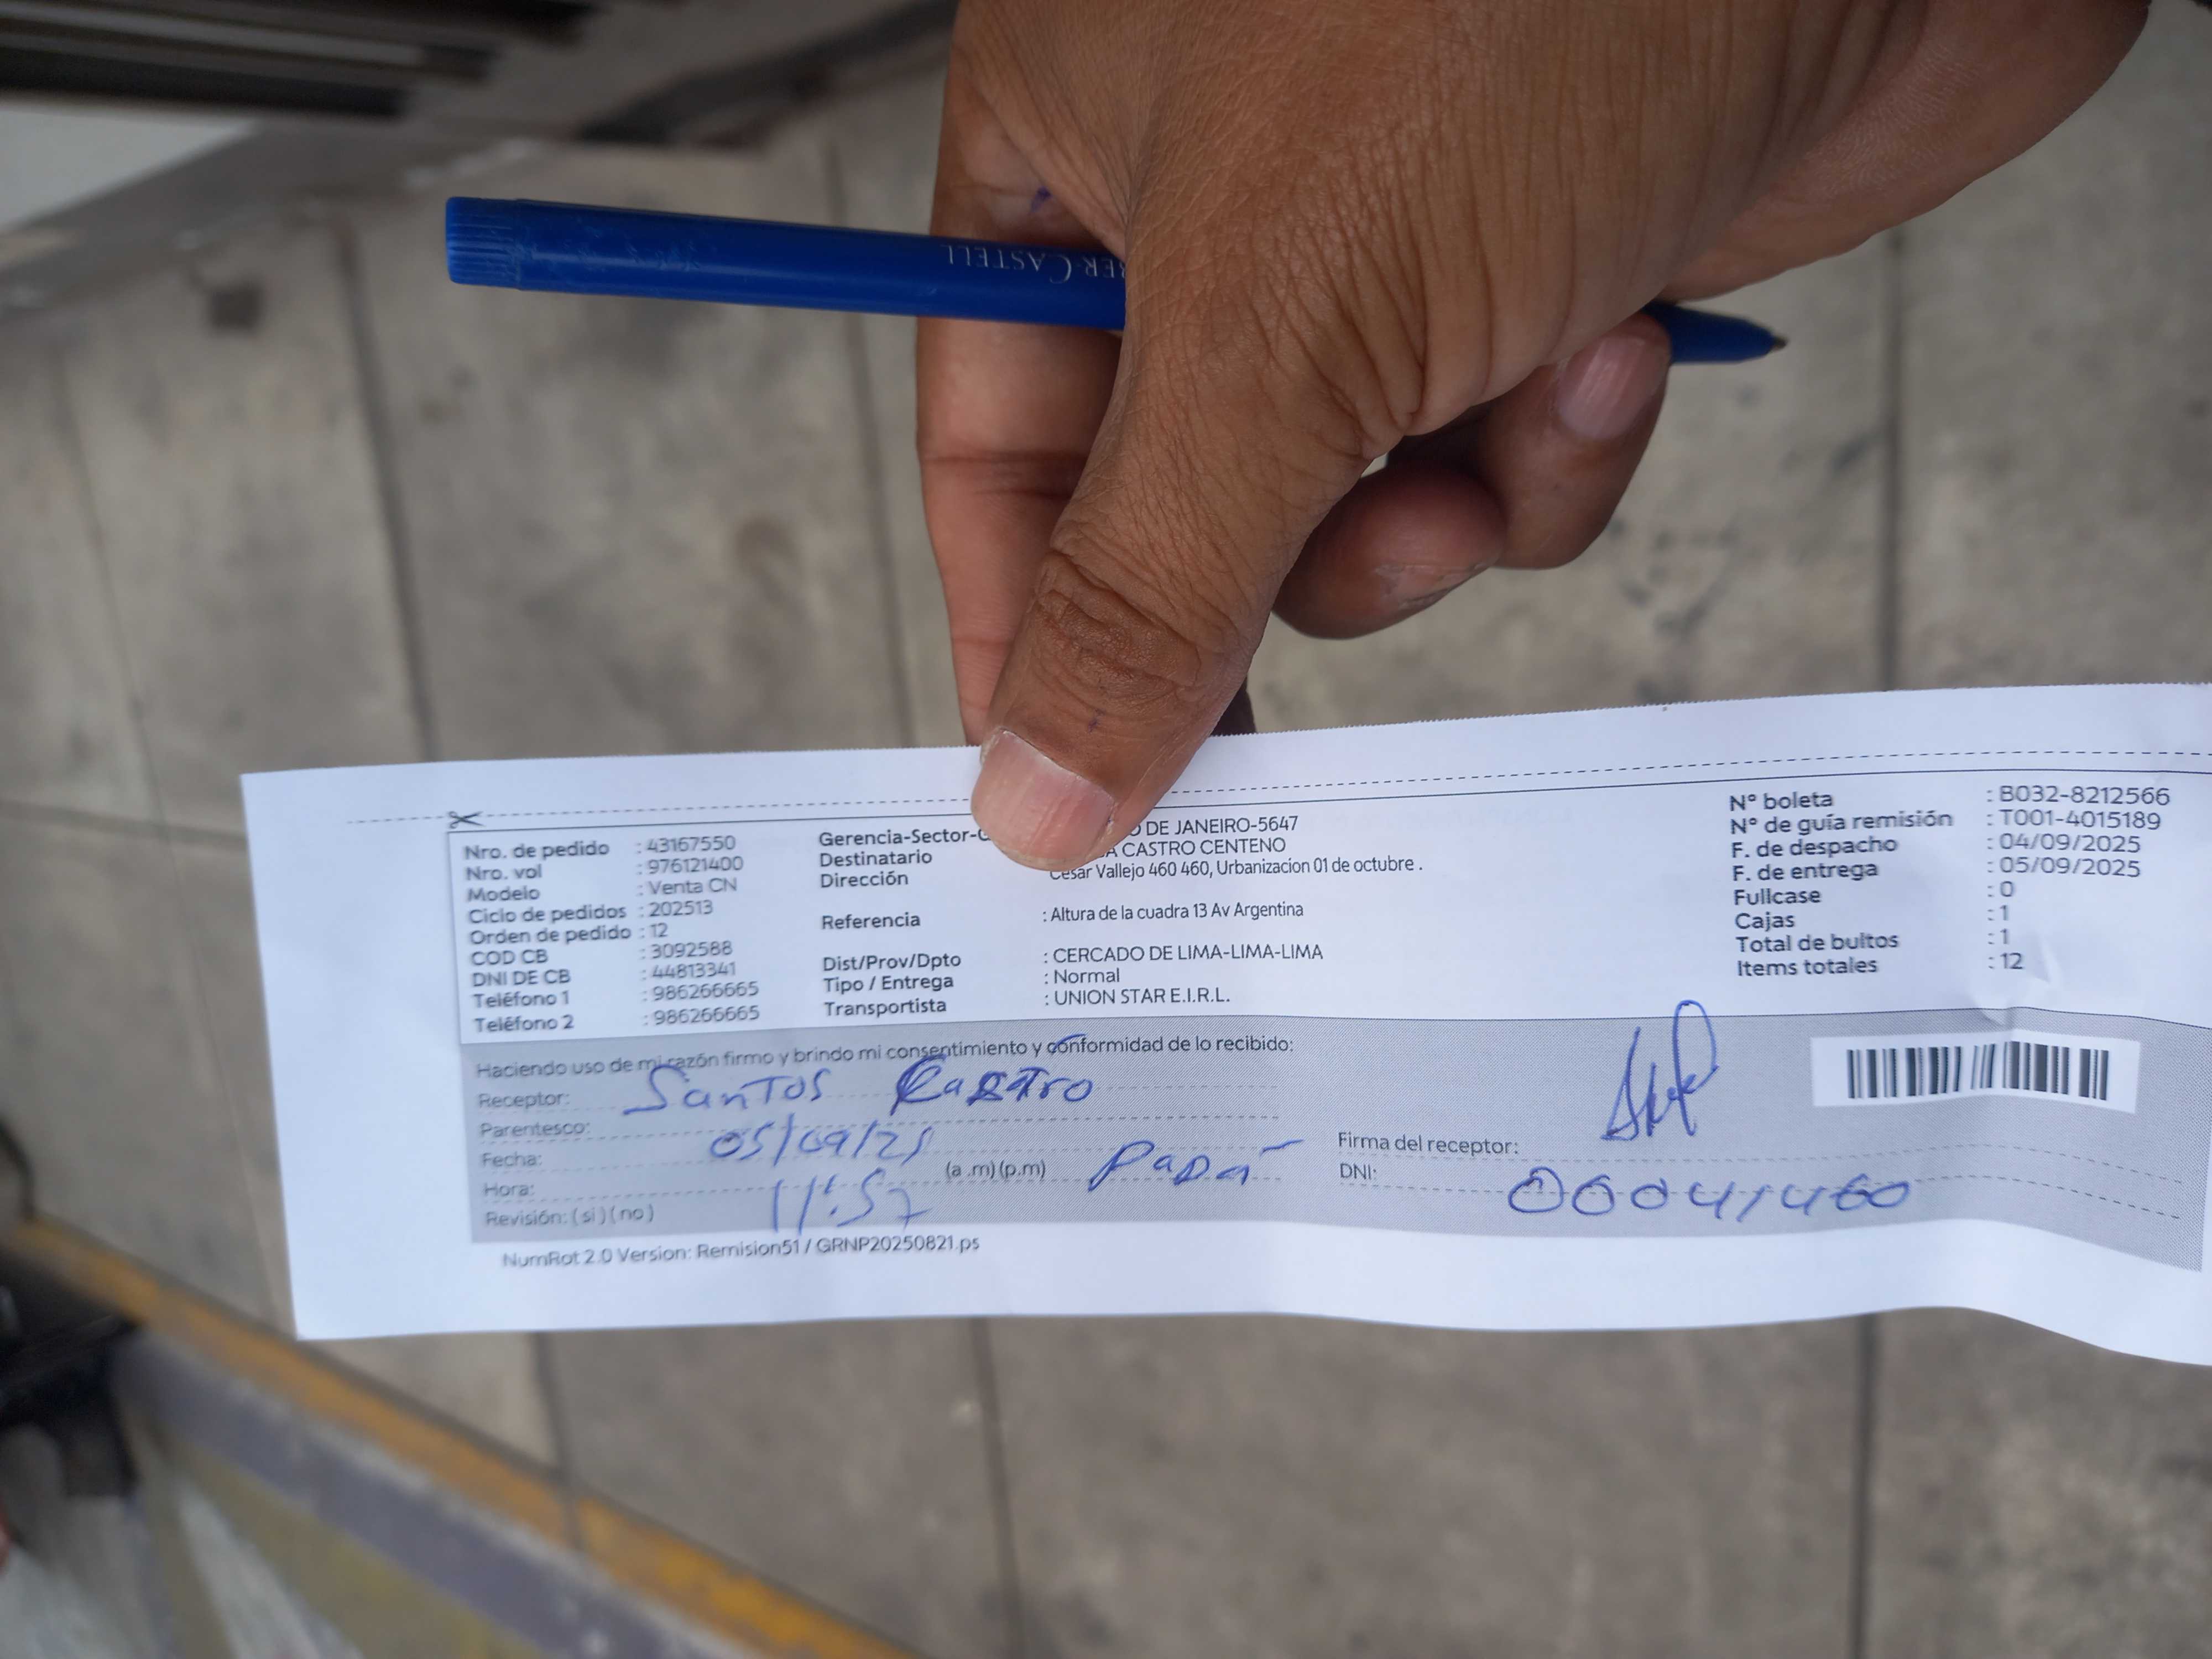 BER-CASTELL
Nro. de pedido : 43167550
Nro. vol : 976121400
Modelo : Venta CN
Ciclo de pedidos : 202513
Orden de pedido : 12
COD CB : 3092588
DNI DE CB : 44813341
Teléfono 1 : 986266665
Teléfono 2 : 986266665
Gerencia-Sector- O DE JANEIRO-5647
Destinatario A CASTRO CENTENO
Dirección Cesar Vallejo 460 460, Urbanizacion 01 de octubre .
Referencia : Altura de la cuadra 13 Av Argentina
Dist/Prov/Dpto : CERCADO DE LIMA-LIMA-LIMA
Tipo / Entrega : Normal
Transportista : UNION STAR E.I.R.L.
N° boleta : B032-8212566
N° de guía remisión : T001-4015189
F. de despacho : 04/09/2025
F. de entrega : 05/09/2025
Fullcase : 0
Cajas : 1
Total de bultos : 1
Items totales : 12
Haciendo uso de mi razón firmo y brindo mi consentimiento y conformidad de lo recibido:
Receptor: Santos Castro
Parentesco: Papá
Fecha: 05/09/25
Hora: 11:57 (a .m) (p.m)
Revisión: ( si ) ( no )
Firma del receptor:
DNI: 00041460
NumRot 2.0 Version: Remision51 / GRNP20250821.ps